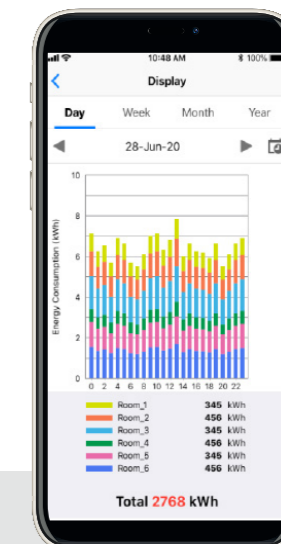 10:48 AM
100%
Display
Day Week Month Year
28-Jun-20
Energy Consumption (kWh)
10
8
6
4
2
0
0 2 4 6 8 10 12 14 16 18 20 22
Room_1 345 kWh
Room_2 456 kWh
Room_3 345 kWh
Room_4 456 kWh
Room_5 345 kWh
Room_6 456 kWh
Total 2768 kWh